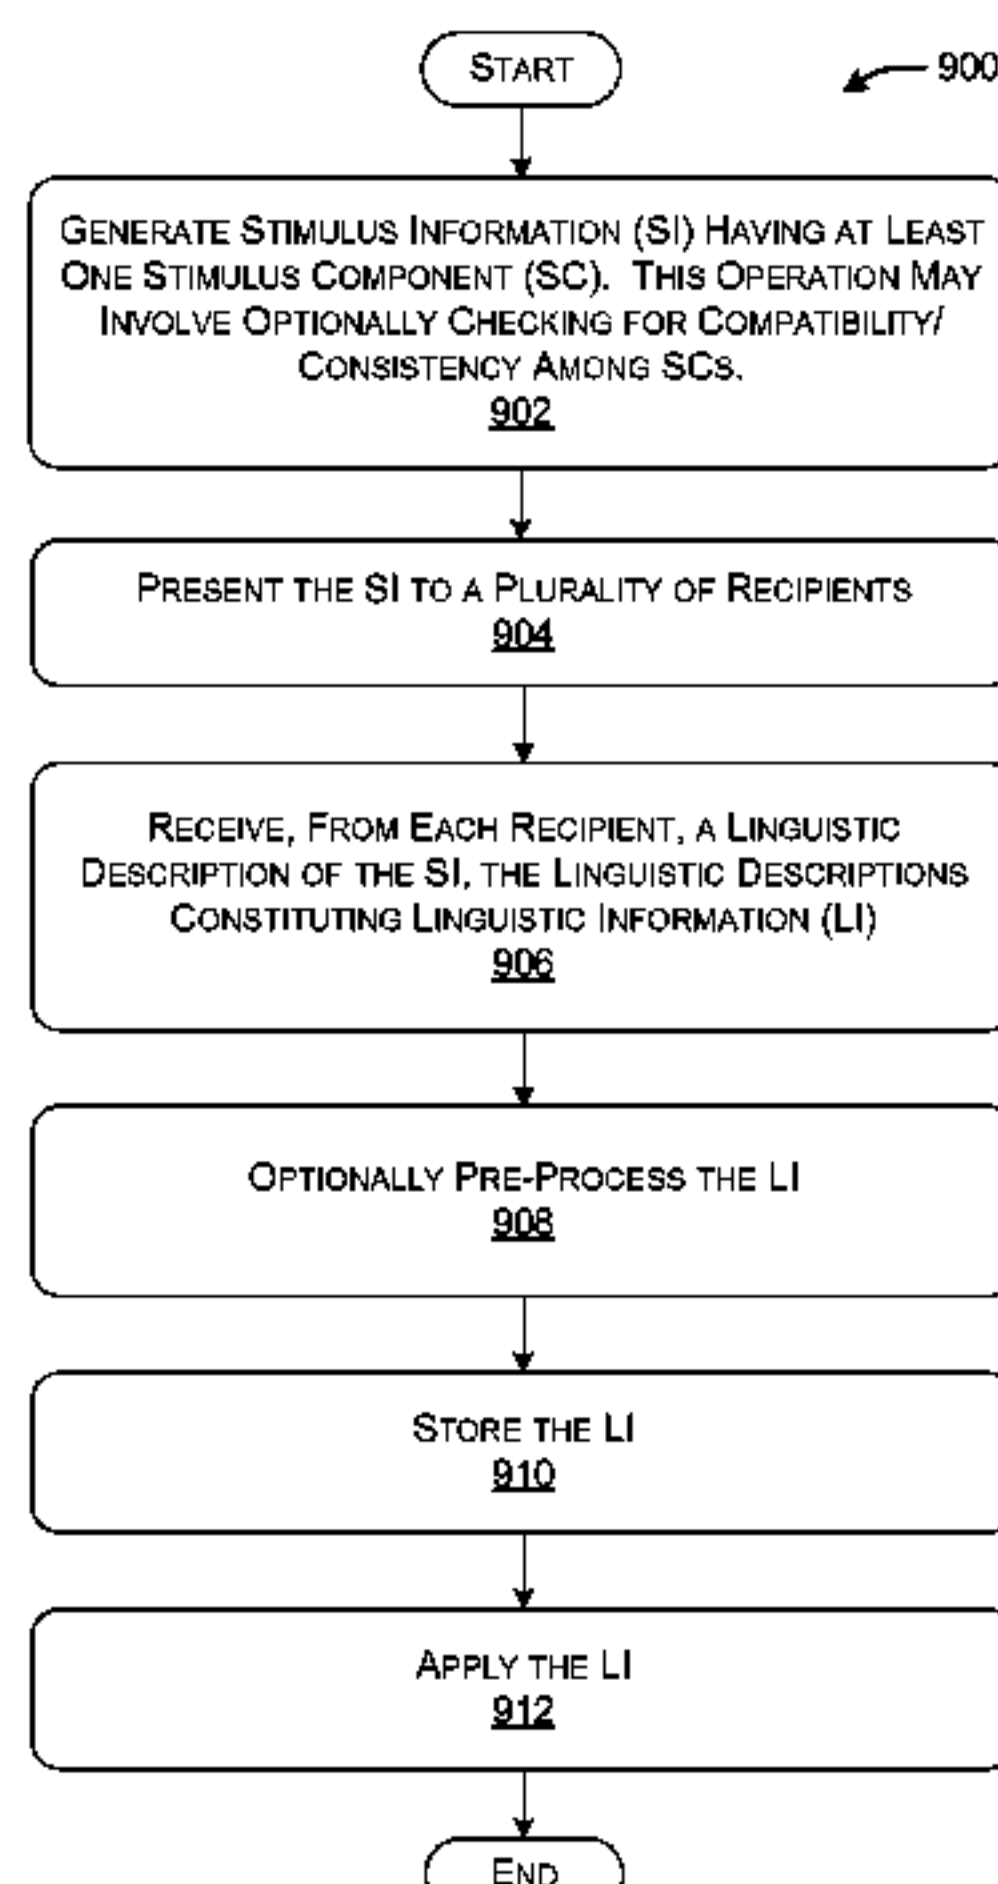 START
900
GENERATE STIMULUS INFORMATION (SI) HAVING AT LEAST
ONE STIMULUS COMPONENT (SC). THIS OPERATION MAY
INVOLVE OPTIONALLY CHECKING FOR COMPATIBILITY/
CONSISTENCY AMONG SCS.
902
PRESENT THE SI TO A PLURALITY OF RECIPIENTS
904
RECEIVE, FROM EACH RECIPIENT, A LINGUISTIC
DESCRIPTION OF THE SI, THE LINGUISTIC DESCRIPTIONS
CONSTITUTING LINGUISTIC INFORMATION (LI)
906
OPTIONALLY PRE-PROCESS THE LI
908
STORE THE LI
910
APPLY THE LI
912
END